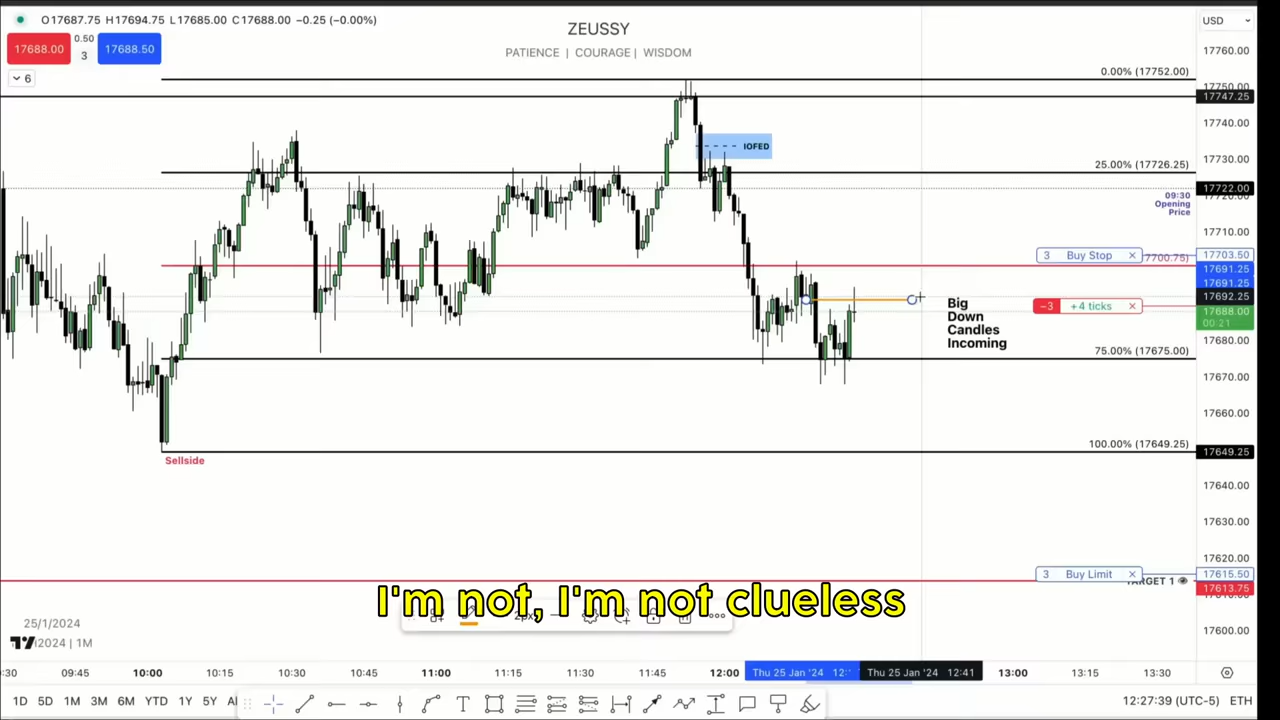 O17687.75 H17694.75 L17685.00 C17688.00 −0.25 (−0.00%)
ZEUSSY
PATIENCE | COURAGE | WISDOM
USD
17688.00
0.50
3
17688.50
6
0.00% (17752.00)
17760.00
17750.00
17747.25
17740.00
IOFED
17730.00
25.00% (17726.25)
17722.00
17720.00
09:30
Opening
Price
17710.00
3 Buy Stop ×
17700.75)
17703.50
17691.25
17691.25
17692.25
Big
Down
Candles
Incoming
−3 +4 ticks ×
17688.00
00:21
17680.00
75.00% (17675.00)
17670.00
17660.00
100.00% (17649.25)
17649.25
Sellside
17640.00
17630.00
17620.00
3 Buy Limit ×
TARGET 1
17615.50
17613.75
I'm not, I'm not clueless
17600.00
25/1/2024
2024 | 1M
:30 09:45 10:00 10:15 10:30 10:45 11:00 11:15 11:30 11:45 12:00 Thu 25 Jan '24 12: Thu 25 Jan '24 12:41 13:00 13:15 13:30
1D 5D 1M 3M 6M YTD 1Y 5Y
12:27:39 (UTC-5) ETH